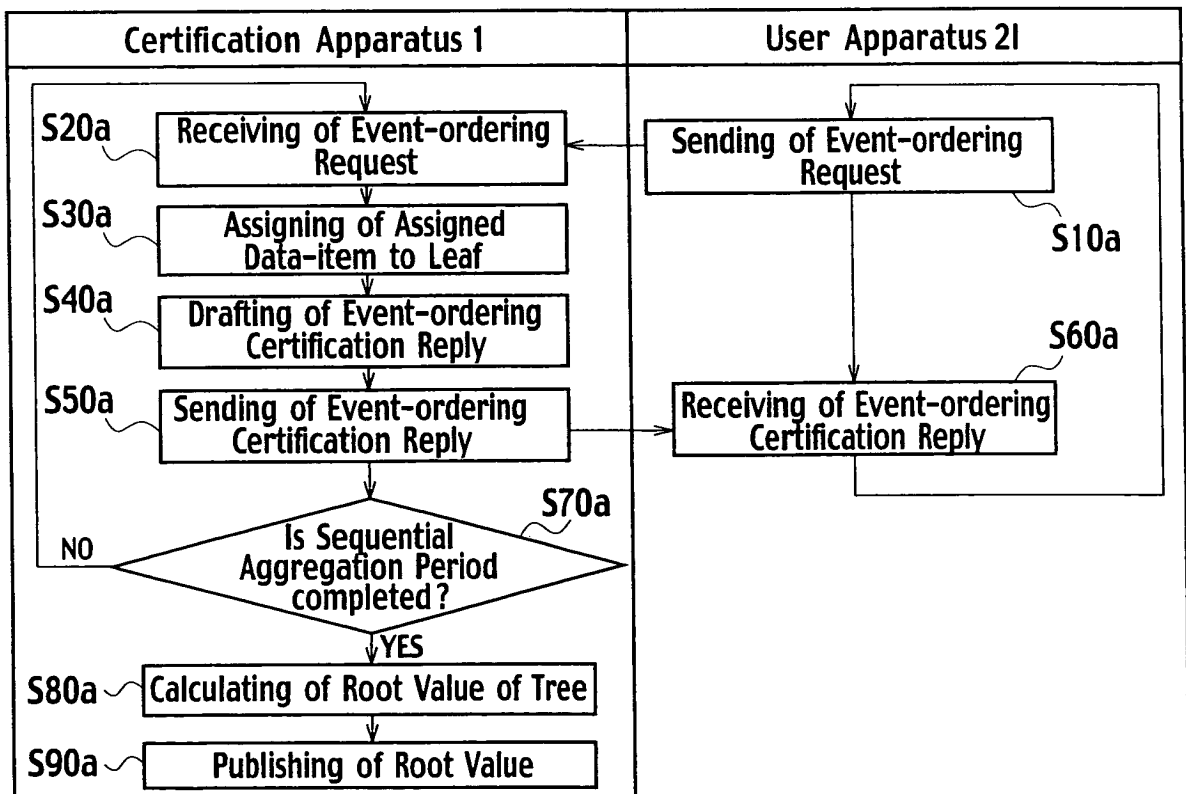 Certification Apparatus 1
User Apparatus 2I
S20a
Receiving of Event-ordering
Request
Sending of Event-ordering
Request
S10a
S30a
Assigning of Assigned
Data-item to Leaf
S40a
Drafting of Event-ordering
Certification Reply
S50a
Sending of Event-ordering
Certification Reply
S60a
Receiving of Event-ordering
Certification Reply
S70a
Is Sequential
Aggregation Period
completed?
NO
YES
S80a
Calculating of Root Value of Tree
S90a
Publishing of Root Value